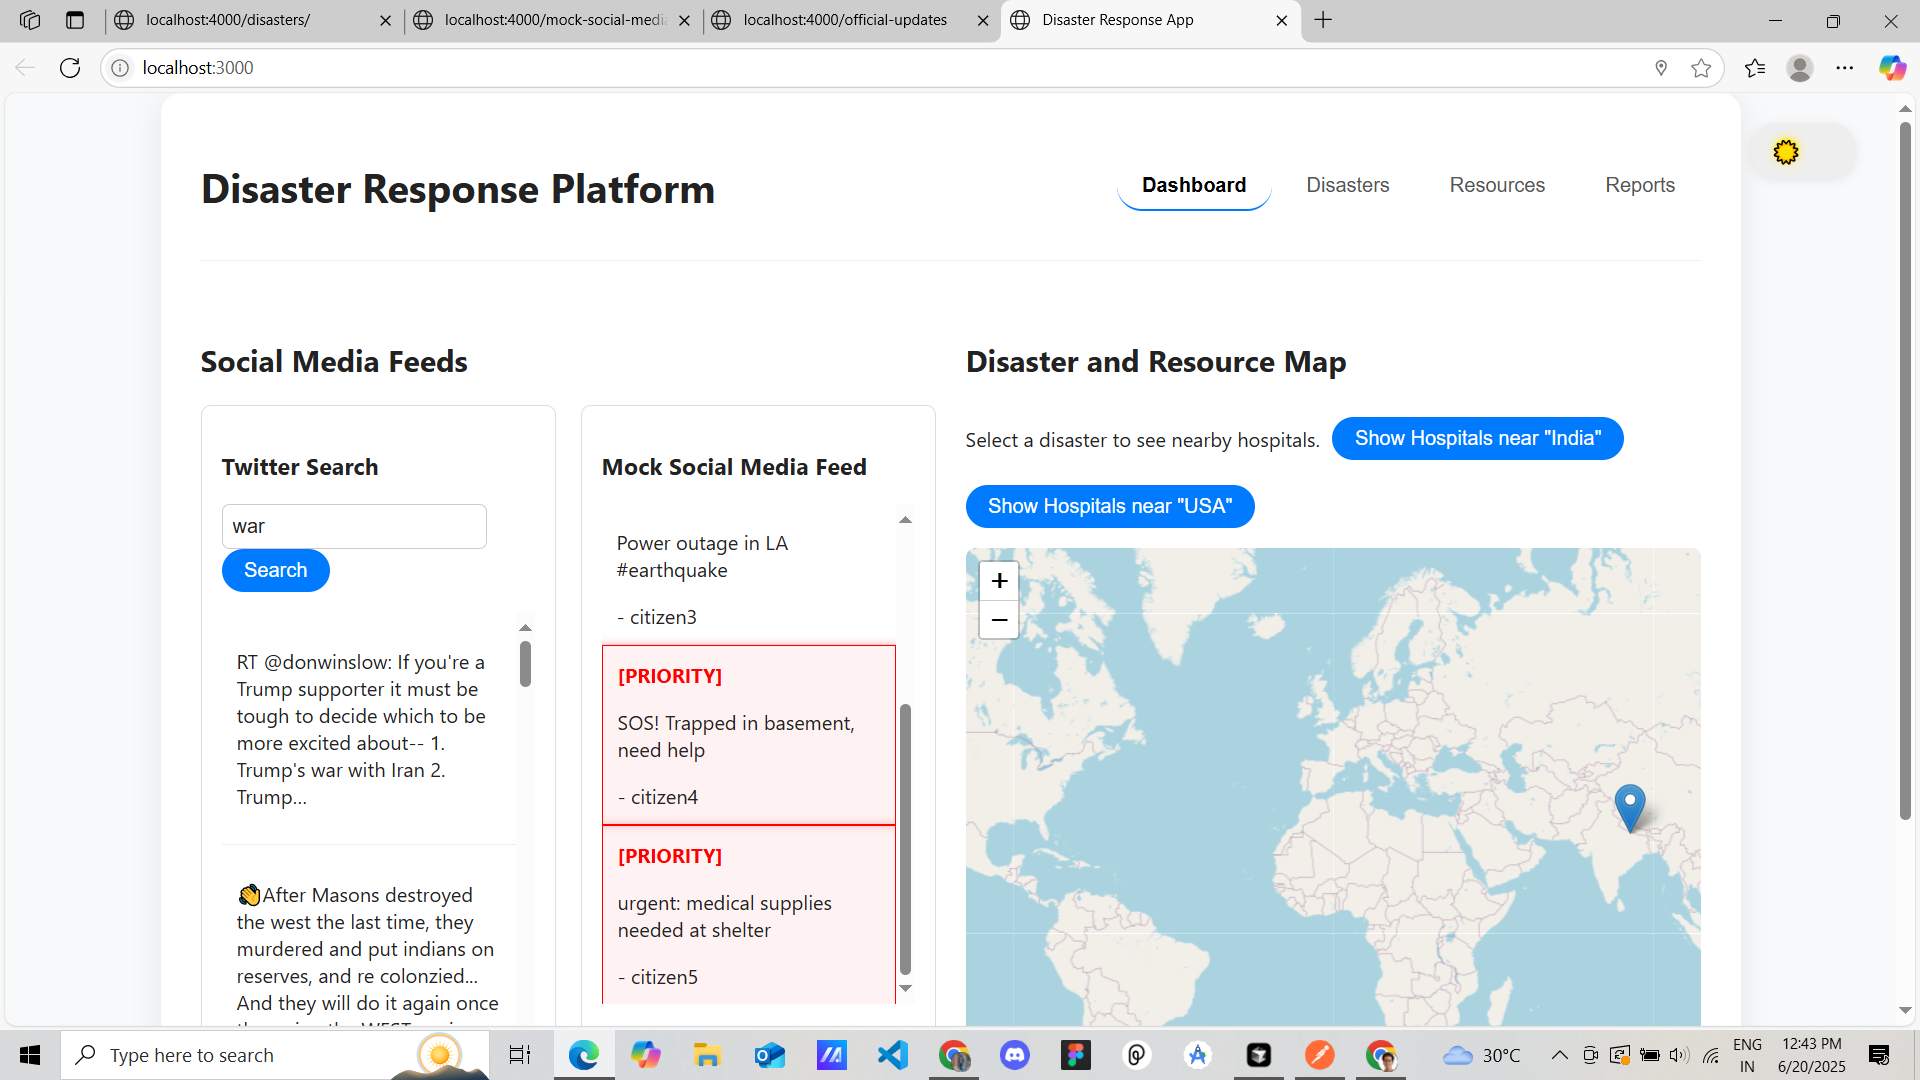 localhost:4000/disasters/
localhost:4000/mock-social-media
localhost:4000/official-updates
Disaster Response App
localhost:3000
Disaster Response Platform
Dashboard
Disasters
Resources
Reports
Social Media Feeds
Twitter Search
war
Search
RT @donwinslow: If you're a
Trump supporter it must be
tough to decide which to be
more excited about-- 1.
Trump's war with Iran 2.
Trump...
👏After Masons destroyed
the west the last time, they
murdered and put indians on
reserves, and re colonzied...
And they will do it again once
Mock Social Media Feed
Power outage in LA
#earthquake
- citizen3
[PRIORITY]
SOS! Trapped in basement,
need help
- citizen4
[PRIORITY]
urgent: medical supplies
needed at shelter
- citizen5
Disaster and Resource Map
Select a disaster to see nearby hospitals.
Show Hospitals near "India"
Show Hospitals near "USA"
+
−
Type here to search
30°C
ENG
IN
12:43 PM
6/20/2025